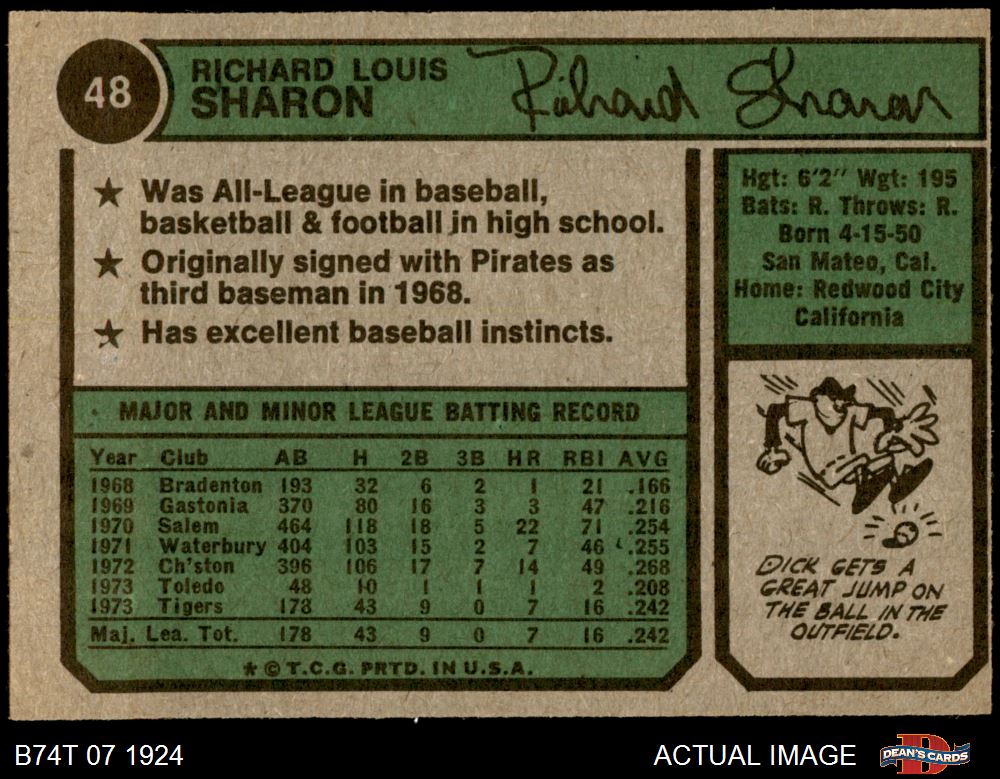 48
RICHARD LOUIS
SHARON
Richard Sharon
★ Was All-League in baseball,
basketball & football in high school.
★ Originally signed with Pirates as
third baseman in 1968.
★ Has excellent baseball instincts.
Hgt: 6'2" Wgt: 195
Bats: R. Throws: R.
Born 4-15-50
San Mateo, Cal.
Home: Redwood City
California
MAJOR AND MINOR LEAGUE BATTING RECORD
Year Club AB H 2B 3B HR RBI AVG
1968 Bradenton 193 32 6 2 1 21 .166
1969 Gastonia 370 80 16 3 3 47 .216
1970 Salem 464 118 18 5 22 71 .254
1971 Waterbury 404 103 15 2 7 46 .255
1972 Ch'ston 396 106 17 7 14 49 .268
1973 Toledo 48 10 1 1 1 2 .208
1973 Tigers 178 43 9 0 7 16 .242
Maj. Lea. Tot. 178 43 9 0 7 16 .242
* © T.C.G. PRTD. IN U.S.A.
DICK GETS A
GREAT JUMP ON
THE BALL IN THE
OUTFIELD.
B74T 07 1924
ACTUAL IMAGE
DEAN'S CARDS